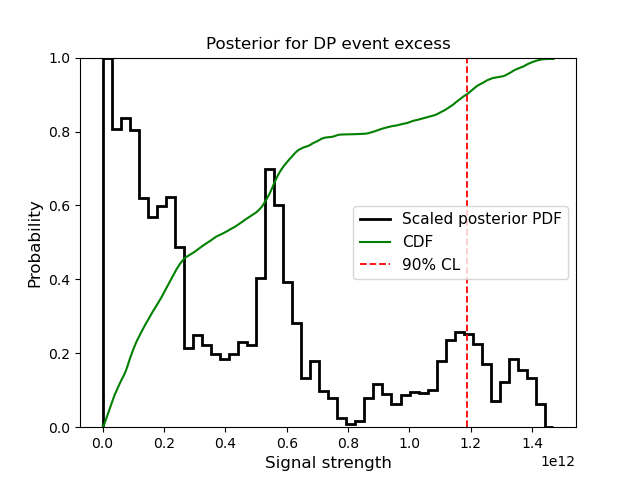 Posterior for DP event excess
1.0
0.8
0.6
0.4
0.2
0.0
Probability
Scaled posterior PDF
CDF
90% CL
0.0 0.2 0.4 0.6 0.8 1.0 1.2 1.4
1e12
Signal strength